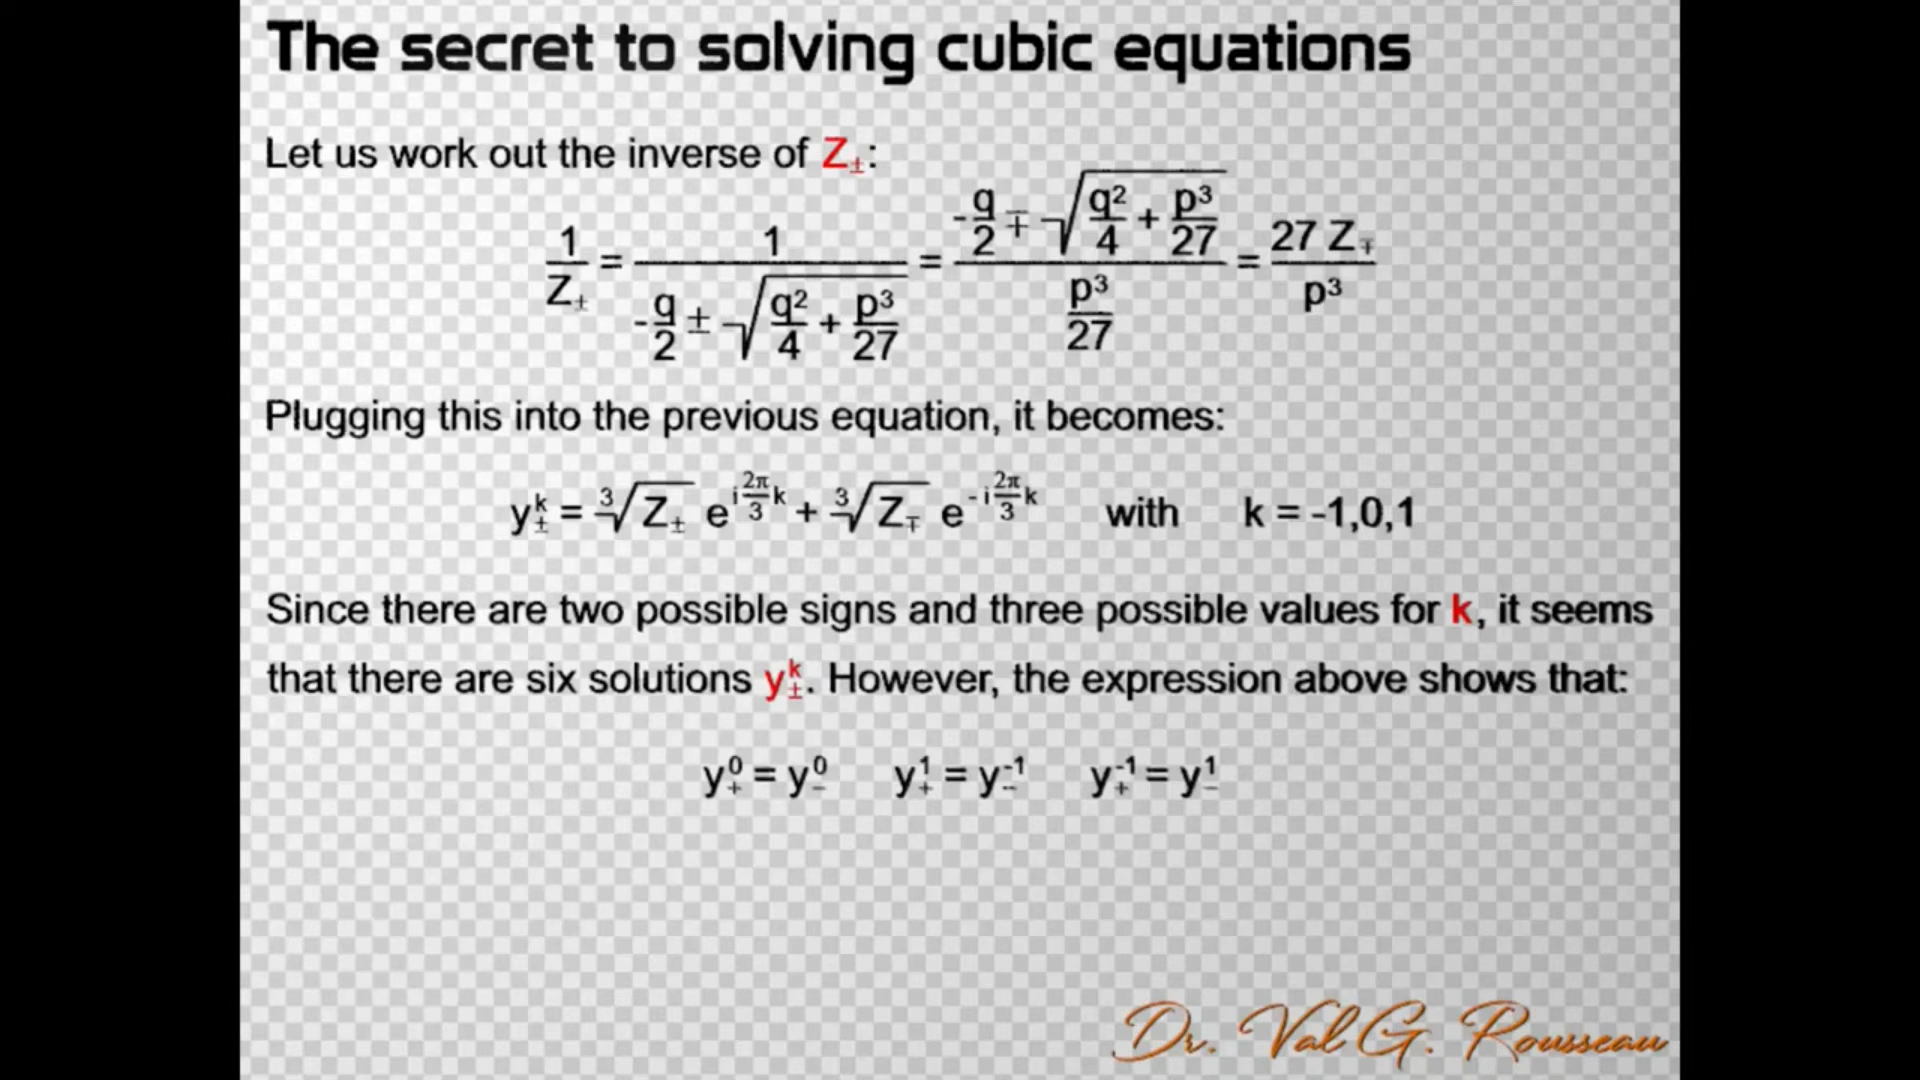 The secret to solving cubic equations
Let us work out the inverse of Z±:
1/Z± = 1/(-q/2 ± √(q²/4 + p³/27)) = (-q/2 ∓ √(q²/4 + p³/27))/(p³/27) = 27 Z∓/p³
Plugging this into the previous equation, it becomes:
y±^k = ∛Z± e^(i 2π/3 k) + ∛Z∓ e^(-i 2π/3 k) with k = -1,0,1
Since there are two possible signs and three possible values for k, it seems
that there are six solutions y±^k. However, the expression above shows that:
y₊⁰ = y₋⁰ y₊¹ = y₋⁻¹ y₊⁻¹ = y₋¹
Dr. Val G. Rousseau